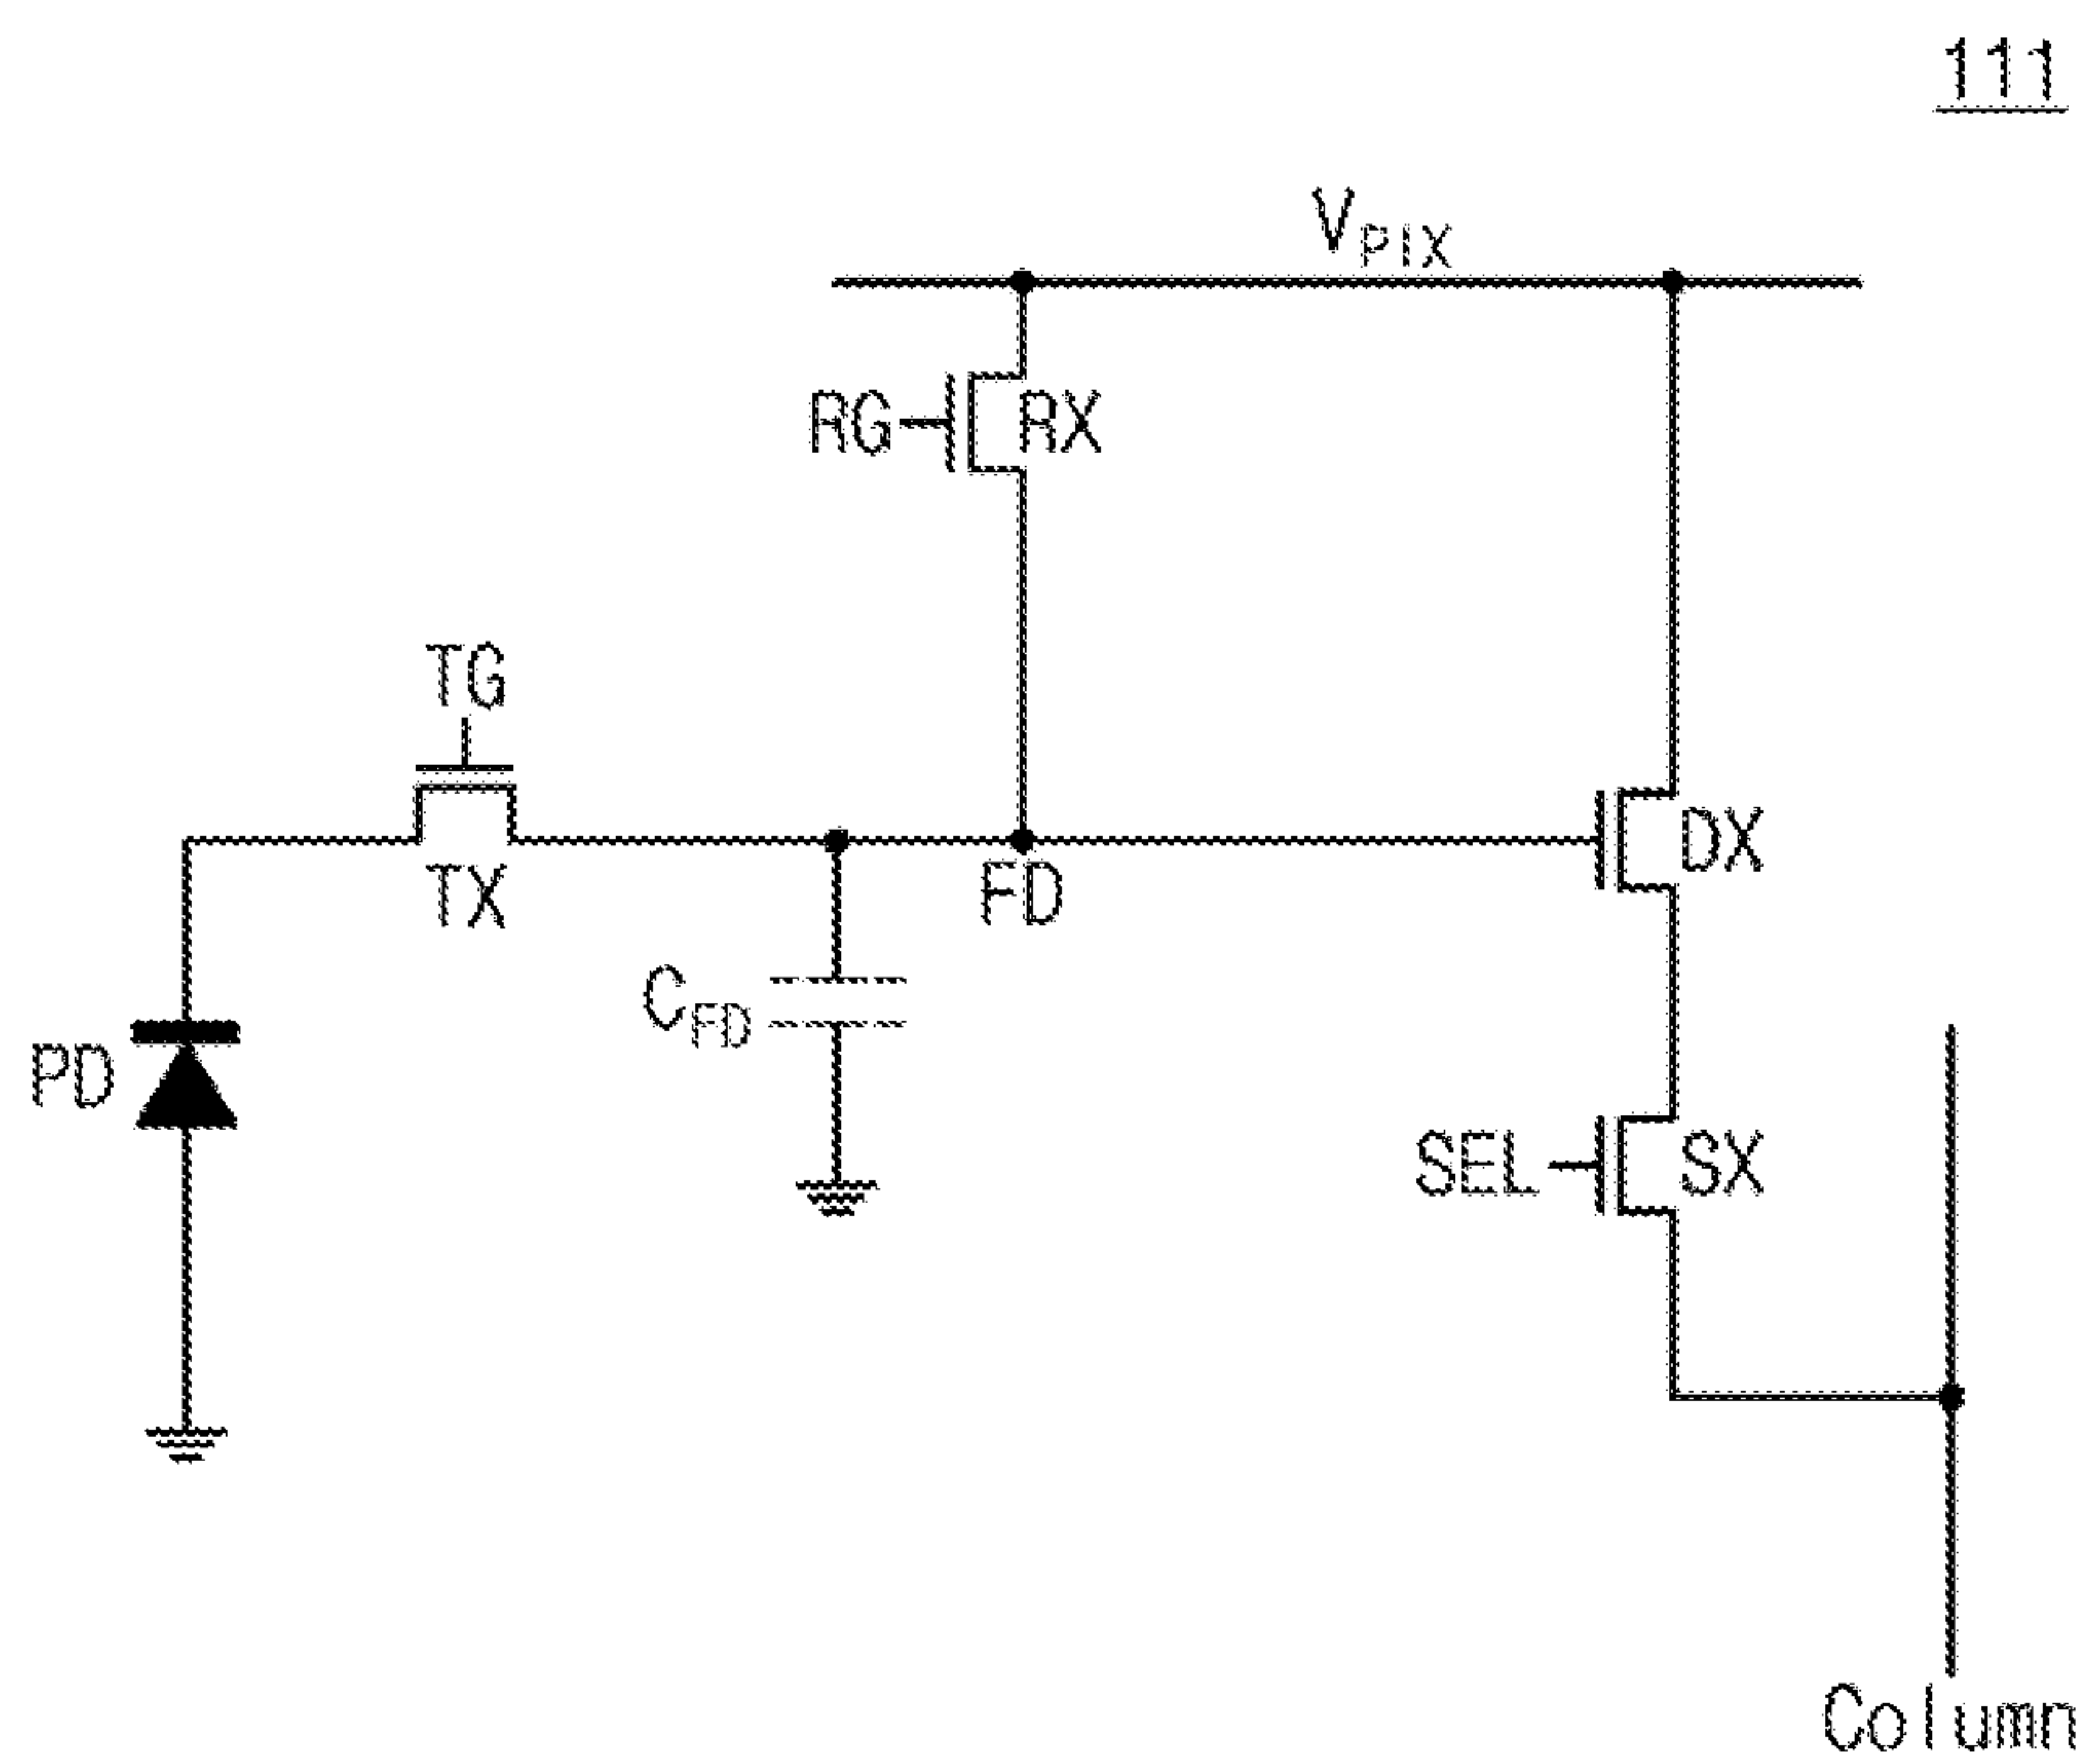 111
VPIX
RG
RX
TG
TX
FD
DX
CFD
PD
SEL
SX
Column